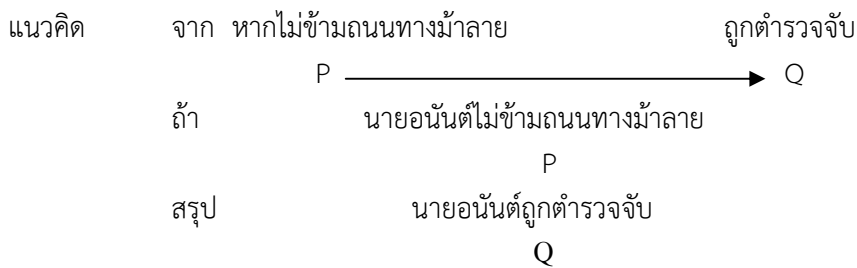 แนวคิด จาก หากไม่ข้ามถนนทางม้าลาย ถูกตำรวจจับ
P Q
ถ้า นายอนันต์ไม่ข้ามถนนทางม้าลาย
P
สรุป นายอนันต์ถูกตำรวจจับ
Q